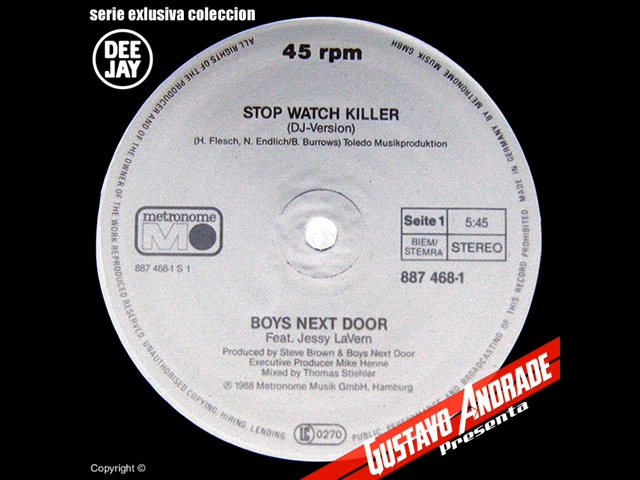 serie exlusiva coleccion
DEE
JAY
45 rpm
ALL RIGHTS OF THE PRODUCER AND OF THE OWNER OF THE WORK REPRODUCED RESERVED. UNAUTHORISED COPYING, HIRING, LENDING, PUBLIC PERFORMANCE AND BROADCASTING OF THIS RECORD PROHIBITED. MADE IN GERMANY BY METRONOME MUSIK GMBH
STOP WATCH KILLER
(DJ-Version)
(H. Flesch, N. Endlich/B. Burrows) Toledo Musikproduktion
metronome
M
887 468-1 S 1
Seite 1 5:45
BIEM/
STEMRA STEREO
887 468-1
BOYS NEXT DOOR
Feat. Jessy LaVern
Produced by Steve Brown & Boys Next Door
Executive Producer Mike Henne
Mixed by Thomas Stiehler
℗ 1988 Metronome Musik GmbH, Hamburg
LC 0270
GUSTAVO ANDRADE
Presenta
Copyright ©